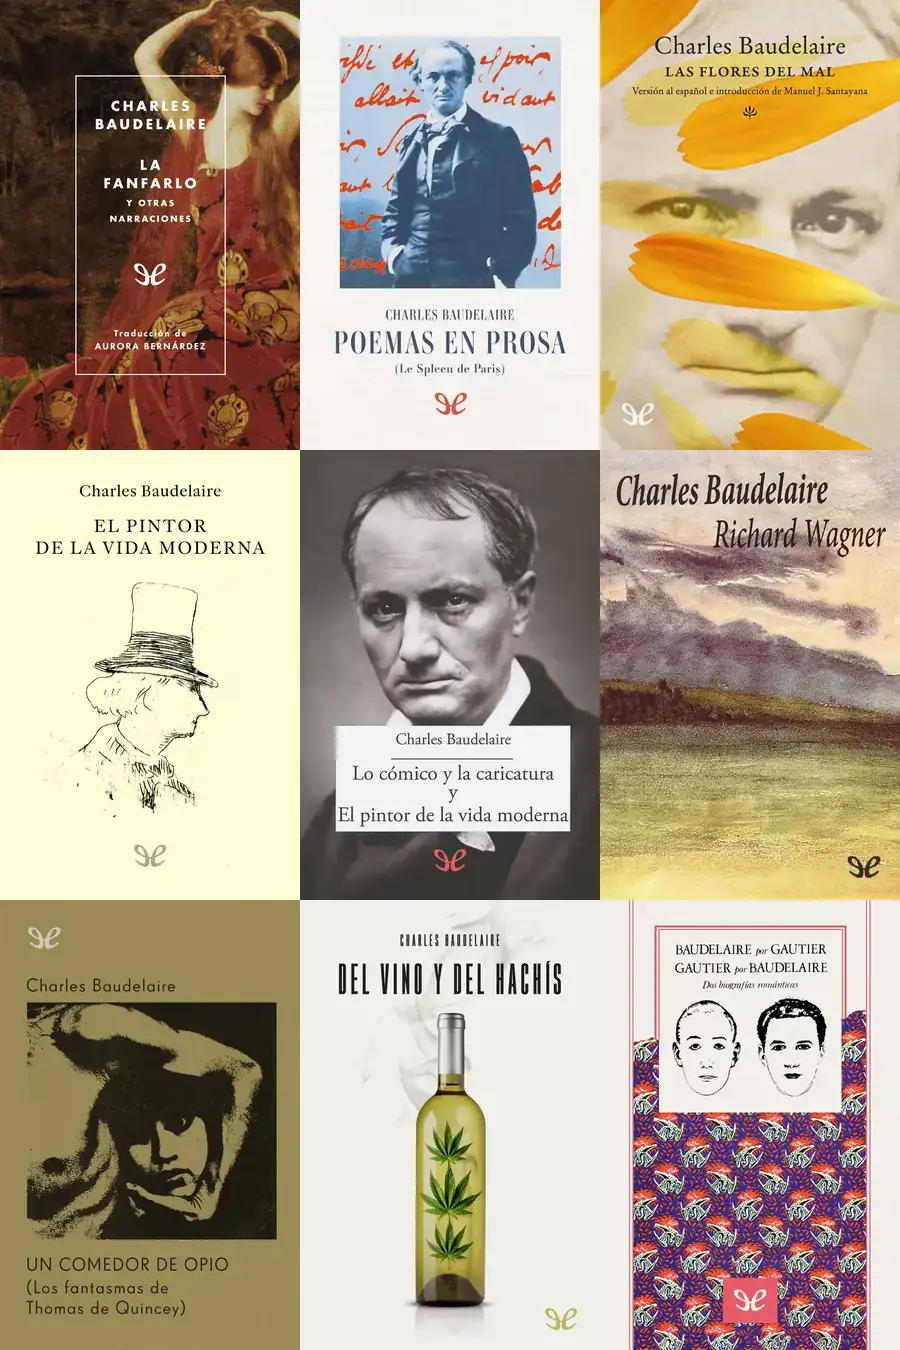 CHARLES
BAUDELAIRE
LA
FANFARLO
Y OTRAS
NARRACIONES
Traducción de
AURORA BERNÁRDEZ
CHARLES BAUDELAIRE
POEMAS EN PROSA
(Le Spleen de Paris)
Charles Baudelaire
LAS FLORES DEL MAL
Versión al español e introducción de Manuel J. Santayana
Charles Baudelaire
EL PINTOR
DE LA VIDA MODERNA
Charles Baudelaire
Lo cómico y la caricatura
y
El pintor de la vida moderna
Charles Baudelaire
Richard Wagner
Charles Baudelaire
UN COMEDOR DE OPIO
(Los fantasmas de
Thomas de Quincey)
CHARLES BAUDELAIRE
DEL VINO Y DEL HACHÍS
BAUDELAIRE por GAUTIER
GAUTIER por BAUDELAIRE
Dos biografías románticas